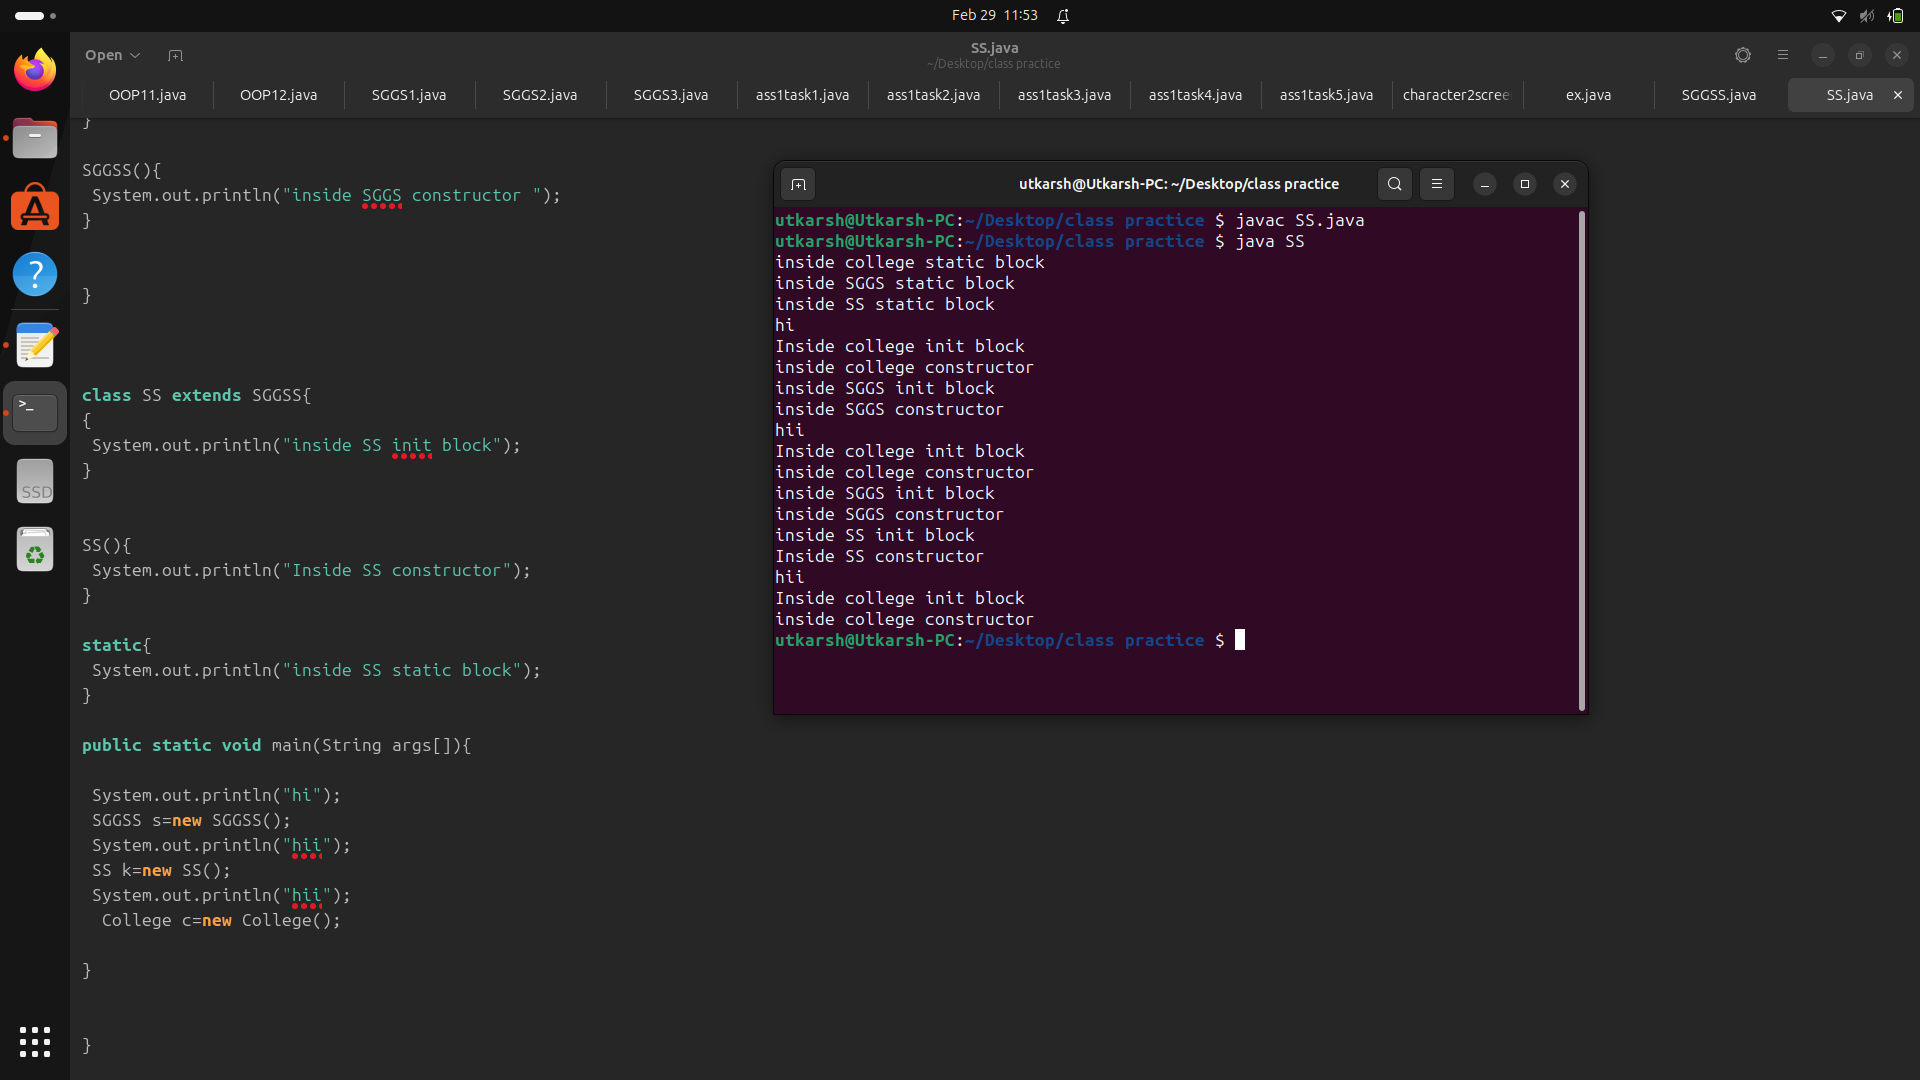 Feb 29 11:53
Open
SS.java
~/Desktop/class practice
OOP11.java
OOP12.java
SGGS1.java
SGGS2.java
SGGS3.java
ass1task1.java
ass1task2.java
ass1task3.java
ass1task4.java
ass1task5.java
character2scree
ex.java
SGGSS.java
SS.java
}
SGGSS(){
System.out.println("inside SGGS constructor ");
}
}
class SS extends SGGSS{
{
System.out.println("inside SS init block");
}
SS(){
System.out.println("Inside SS constructor");
}
static{
System.out.println("inside SS static block");
}
public static void main(String args[]){
System.out.println("hi");
SGGSS s=new SGGSS();
System.out.println("hii");
SS k=new SS();
System.out.println("hii");
College c=new College();
}
}
utkarsh@Utkarsh-PC: ~/Desktop/class practice
utkarsh@Utkarsh-PC:~/Desktop/class practice $ javac SS.java
utkarsh@Utkarsh-PC:~/Desktop/class practice $ java SS
inside college static block
inside SGGS static block
inside SS static block
hi
Inside college init block
inside college constructor
inside SGGS init block
inside SGGS constructor
hii
Inside college init block
inside college constructor
inside SGGS init block
inside SGGS constructor
inside SS init block
Inside SS constructor
hii
Inside college init block
inside college constructor
utkarsh@Utkarsh-PC:~/Desktop/class practice $
>_
SSD